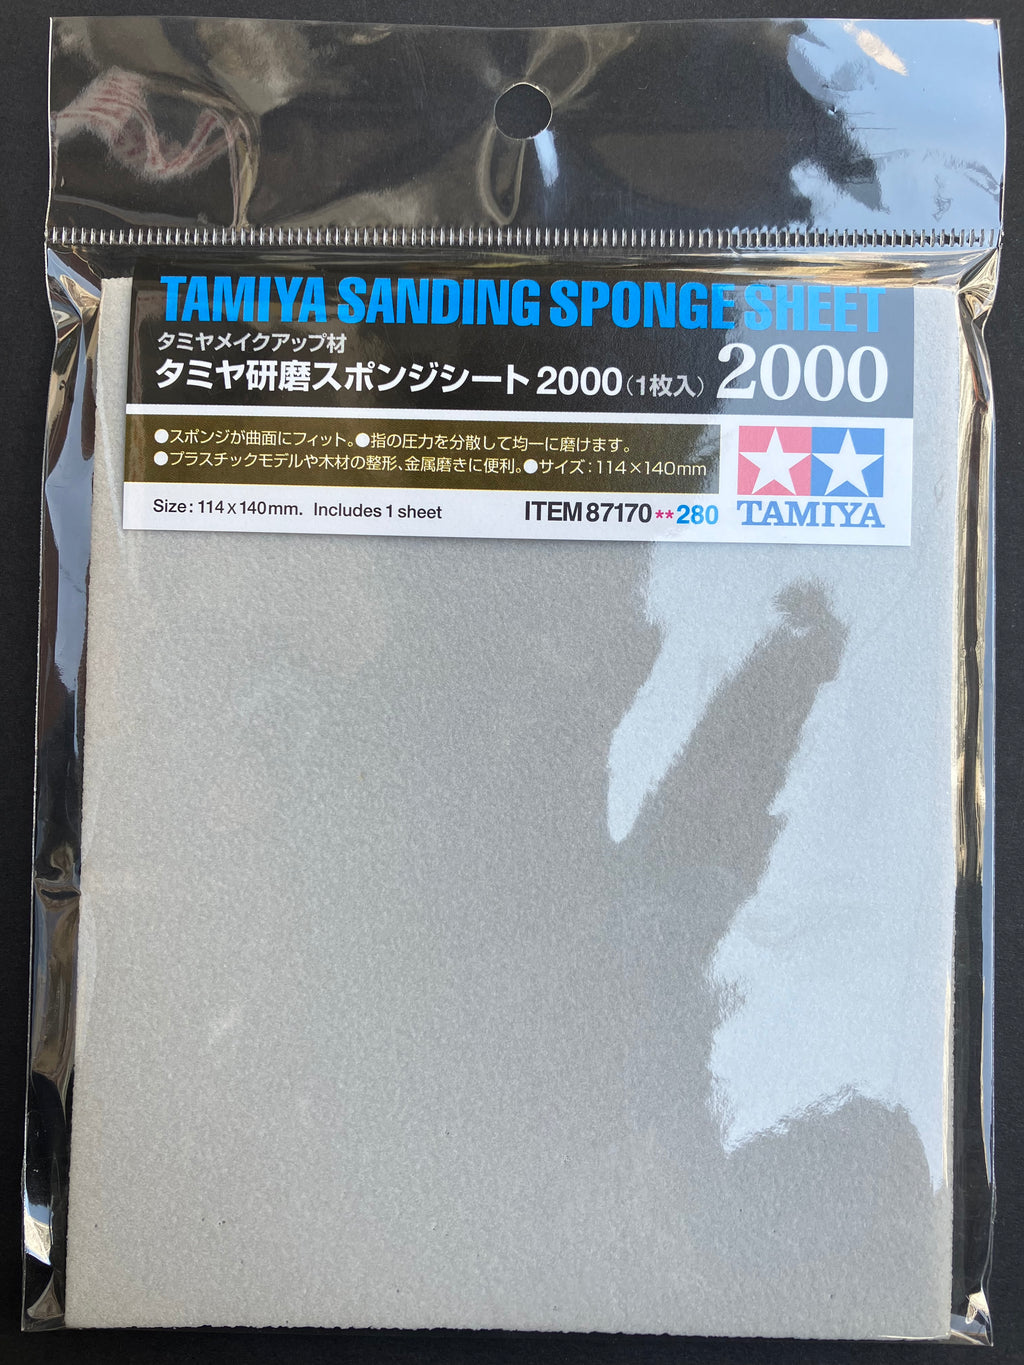 TAMIYA SANDING SPONGE SHEET
タミヤメイクアップ材
タミヤ研磨スポンジシート 2000（1枚入） 2000
●スポンジが曲面にフィット。●指の圧力を分散して均一に磨けます。
●プラスチックモデルや木材の整形、金属磨きに便利。●サイズ：114×140mm
Size: 114 x 140mm. Includes 1 sheet
ITEM 87170 **280
TAMIYA